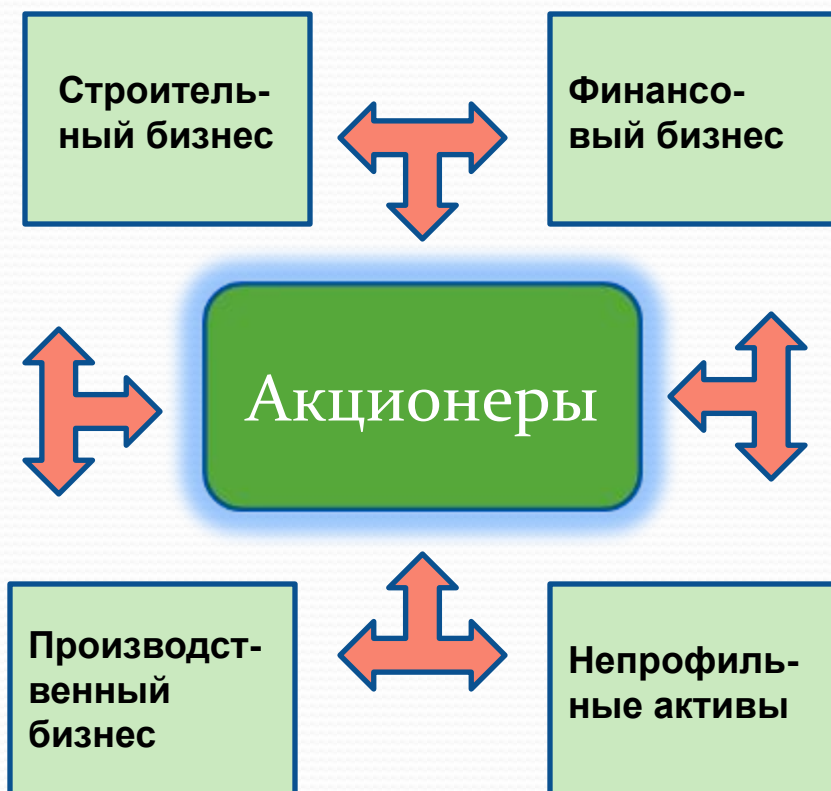 Строитель-
ный бизнес
Финансо-
вый бизнес
Акционеры
Производст-
венный
бизнес
Непрофиль-
ные активы